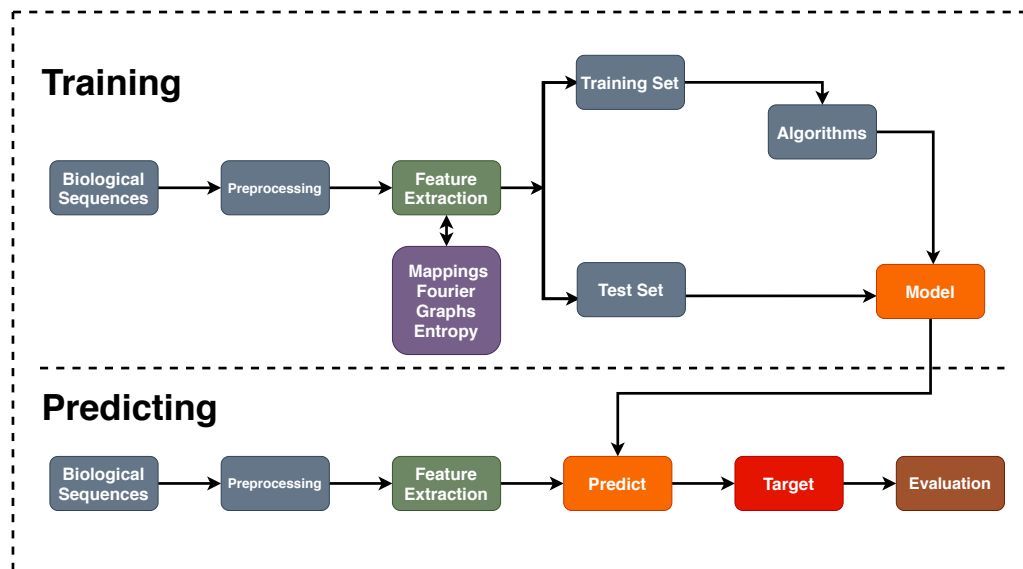 Training
Training Set
Algorithms
Biological
Sequences
Preprocessing
Feature
Extraction
Mappings
Fourier
Graphs
Entropy
Test Set
Model
Predicting
Biological
Sequences
Preprocessing
Feature
Extraction
Predict
Target
Evaluation